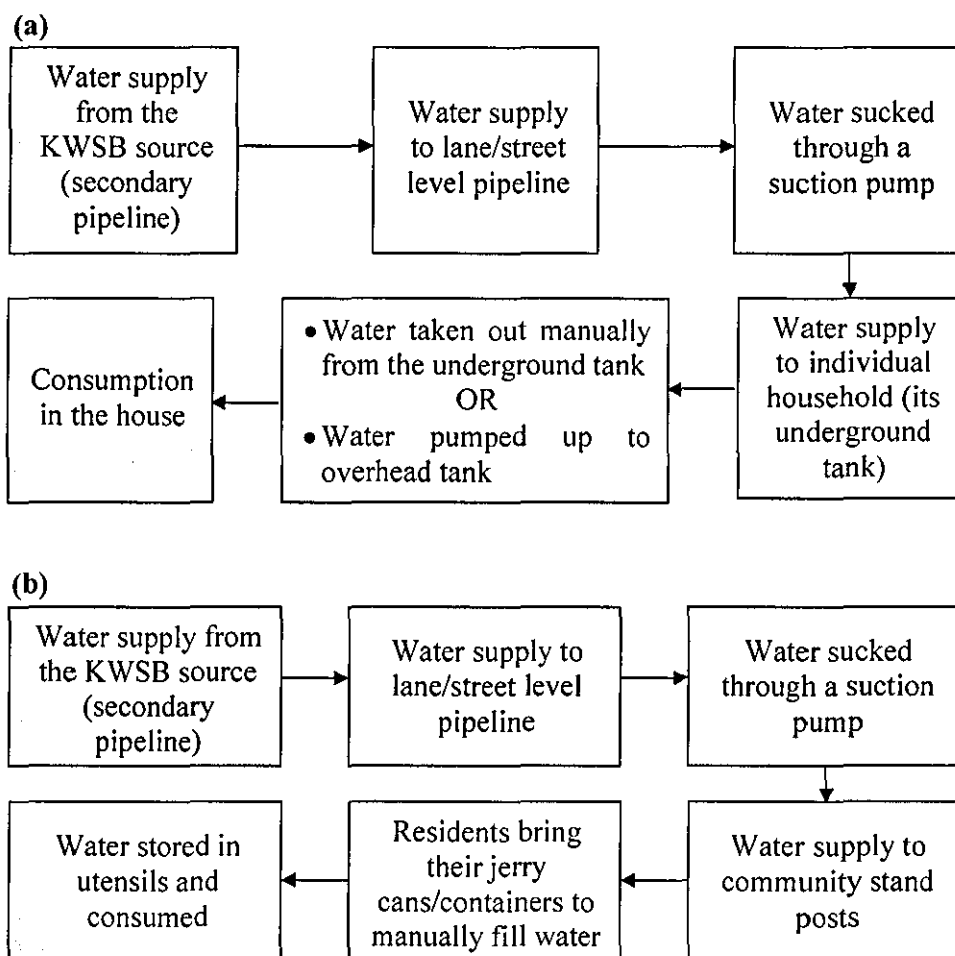 (a)
Water supply
from the
KWSB source
(secondary
pipeline)
Water supply
to lane/street
level pipeline
Water sucked
through a
suction pump
Water supply
to individual
household (its
underground
tank)
• Water taken out manually
from the underground tank
OR
• Water pumped up to
overhead tank
Consumption
in the house
(b)
Water supply from
the KWSB source
(secondary
pipeline)
Water supply to
lane/street level
pipeline
Water sucked
through a suction
pump
Water supply to
community stand
posts
Residents bring
their jerry
cans/containers to
manually fill water
Water stored in
utensils and
consumed